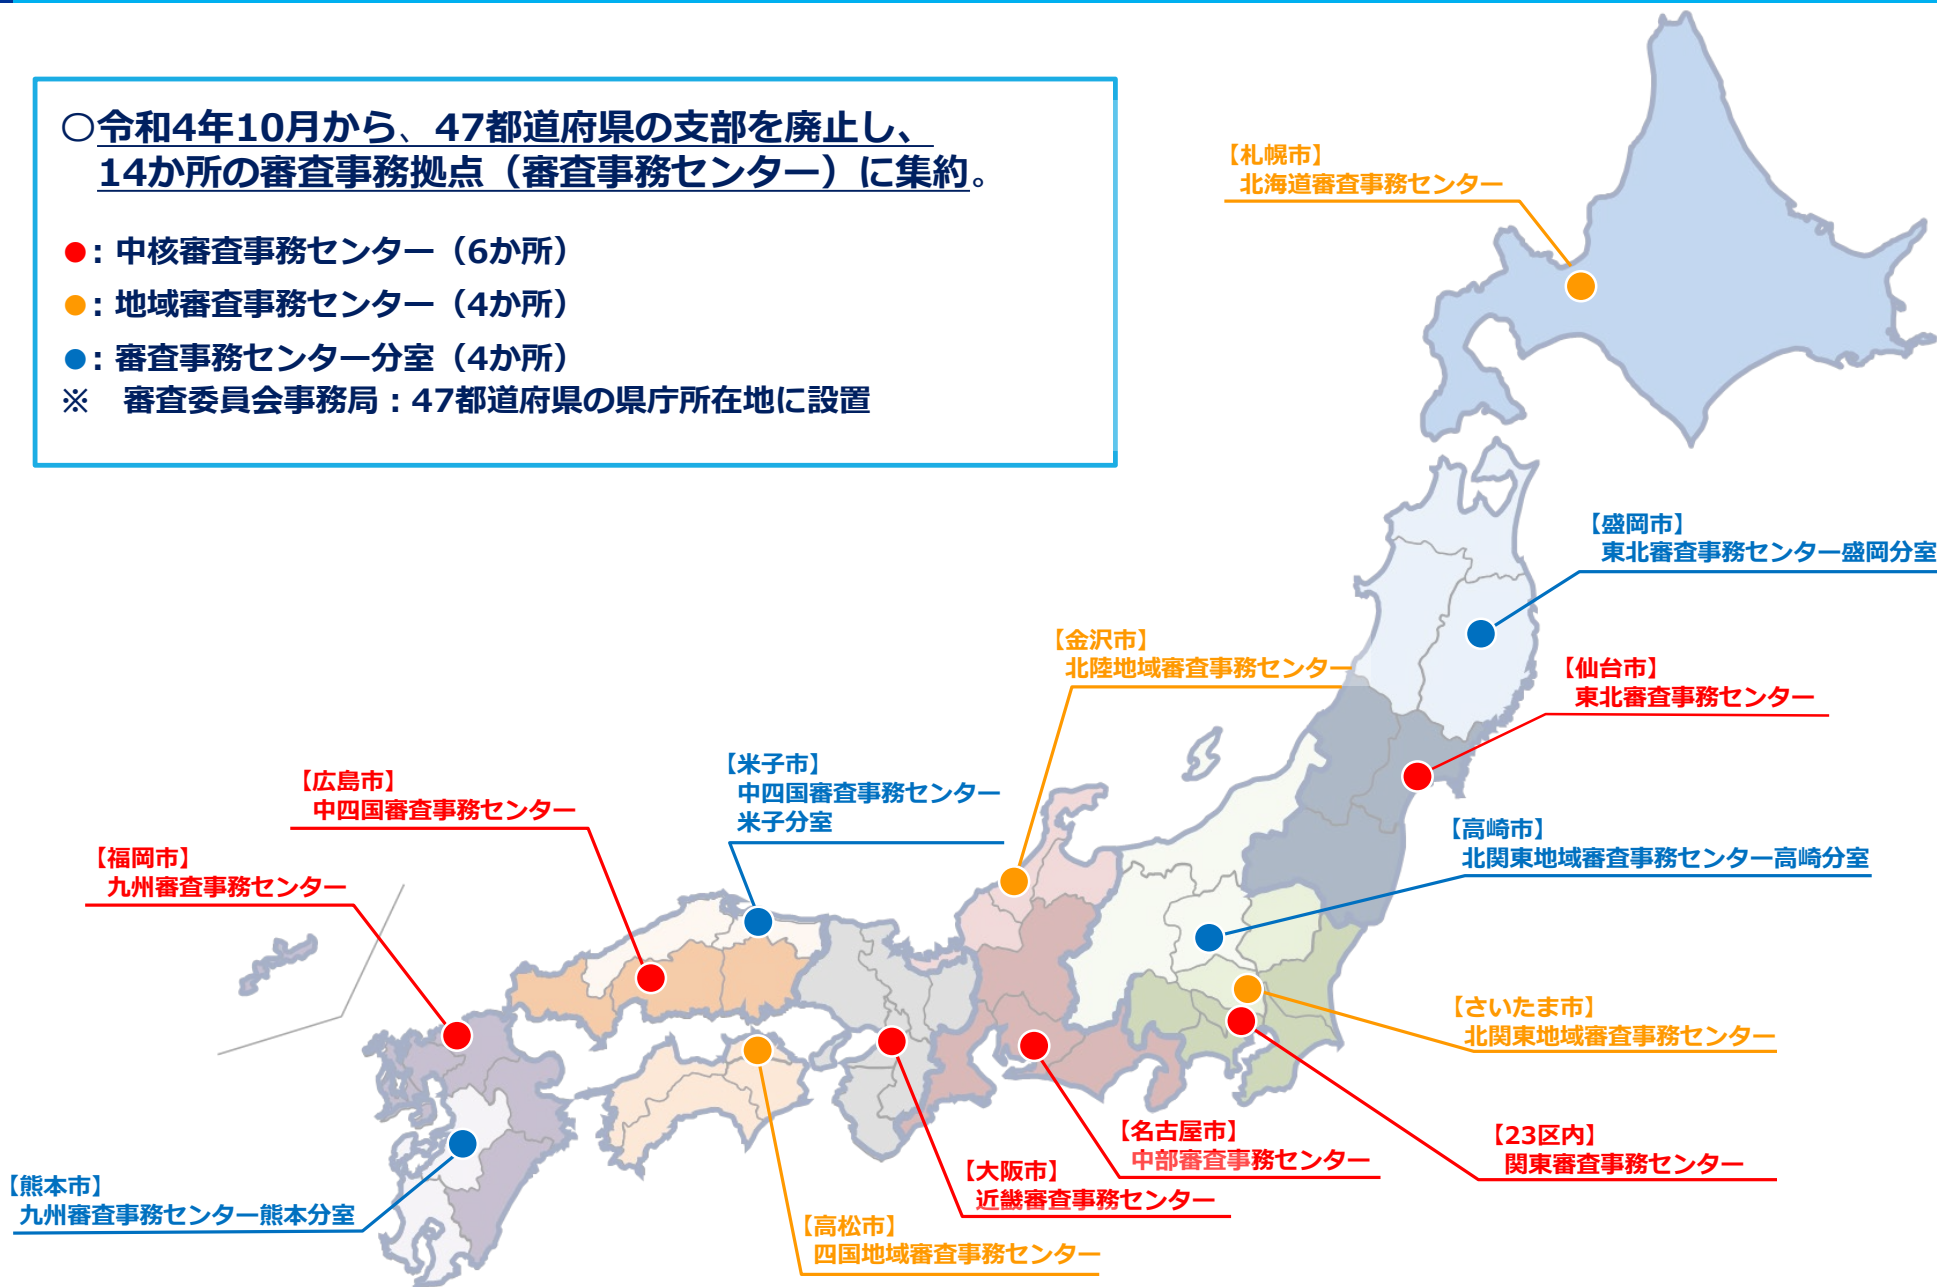 ○令和4年10月から、47都道府県の支部を廃止し、
14か所の審査事務拠点（審査事務センター）に集約。
●：中核審査事務センター（6か所）
●：地域審査事務センター（4か所）
●：審査事務センター分室（4か所）
※　審査委員会事務局：47都道府県の県庁所在地に設置
【札幌市】
北海道審査事務センター
【盛岡市】
東北審査事務センター盛岡分室
【金沢市】
北陸地域審査事務センター
【仙台市】
東北審査事務センター
【米子市】
中四国審査事務センター
米子分室
【広島市】
中四国審査事務センター
【高崎市】
北関東地域審査事務センター高崎分室
【福岡市】
九州審査事務センター
【さいたま市】
北関東地域審査事務センター
【名古屋市】
中部審査事務センター
【23区内】
関東審査事務センター
【大阪市】
近畿審査事務センター
【熊本市】
九州審査事務センター熊本分室
【高松市】
四国地域審査事務センター